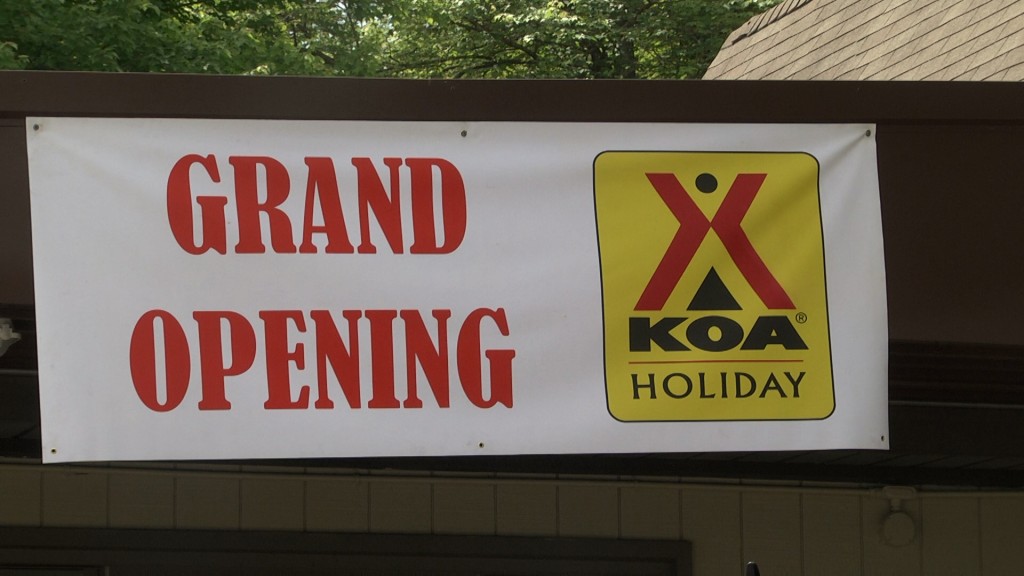 GRAND
OPENING
KOA®
HOLIDAY